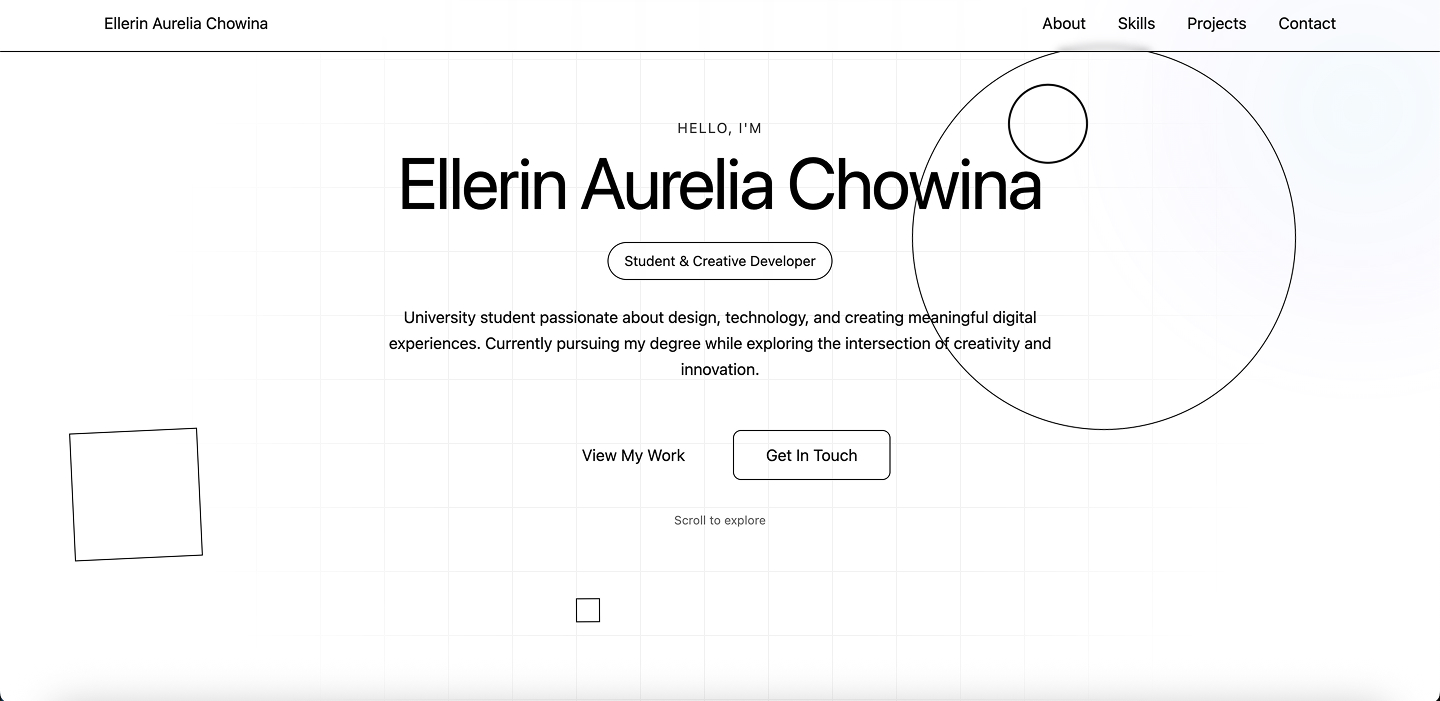 Ellerin Aurelia Chowina
About Skills Projects Contact
HELLO, I'M
Ellerin Aurelia Chowina
Student & Creative Developer
University student passionate about design, technology, and creating meaningful digital
experiences. Currently pursuing my degree while exploring the intersection of creativity and
innovation.
View My Work
Get In Touch
Scroll to explore